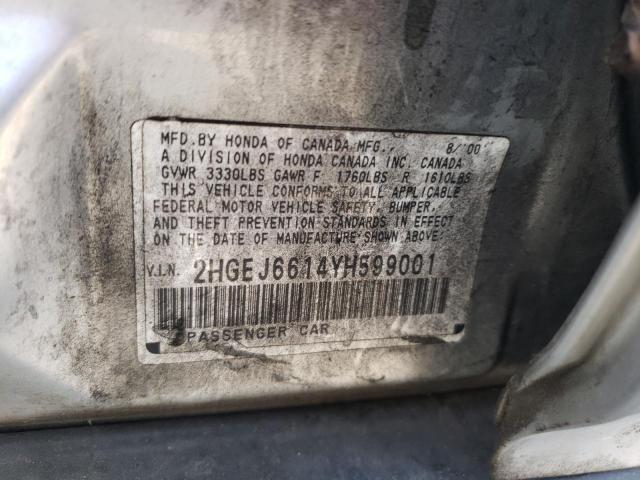 MFD.BY HONDA OF CANADA MFG., 8/'00
A DIVISION OF HONDA CANADA INC. CANADA
GVWR 3330LBS GAWR F 1760LBS R 1610LBS
THIS VEHICLE CONFORMS TO ALL APPLICABLE
FEDERAL MOTOR VEHICLE SAFETY, BUMPER,
AND THEFT PREVENTION STANDARDS IN EFFECT
ON THE DATE OF MANUFACTURE SHOWN ABOVE
V.I.N. 2HGEJ6614YH599001
PASSENGER CAR